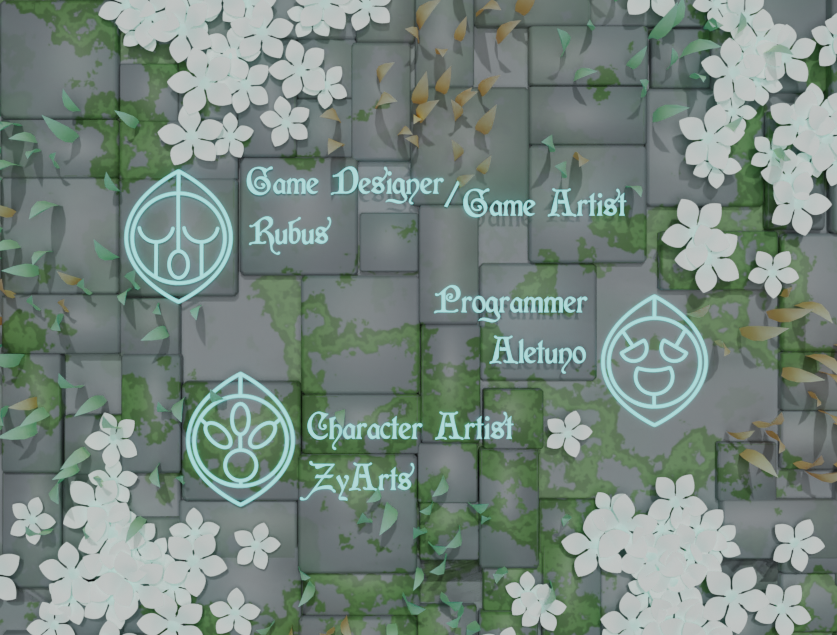 Game Designer/Game Artist
Rubus
Programmer
Aletuno
Character Artist
ZyArts